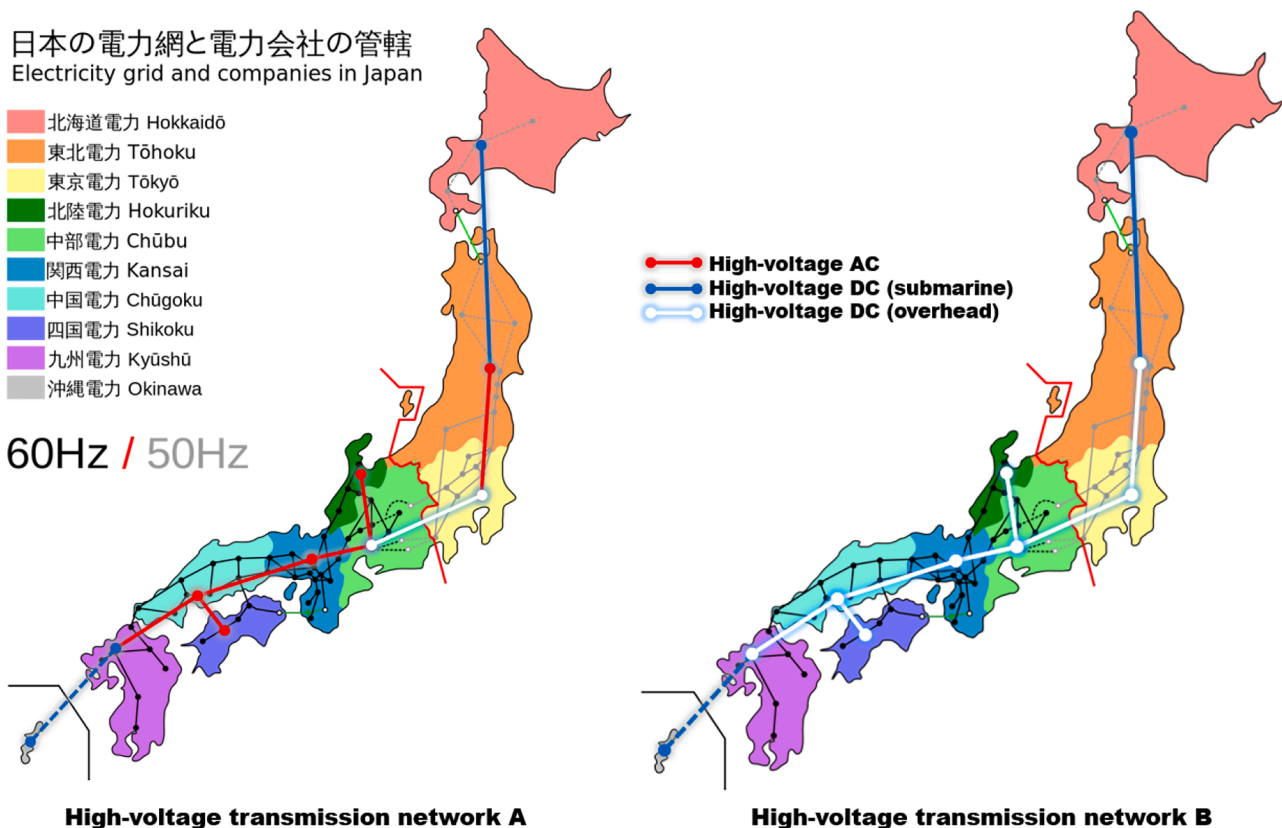 日本の電力網と電力会社の管轄
Electricity grid and companies in Japan
北海道電力 Hokkaidō
東北電力 Tōhoku
東京電力 Tōkyō
北陸電力 Hokuriku
中部電力 Chūbu
関西電力 Kansai
中国電力 Chūgoku
四国電力 Shikoku
九州電力 Kyūshū
沖縄電力 Okinawa
60Hz / 50Hz
High-voltage AC
High-voltage DC (submarine)
High-voltage DC (overhead)
High-voltage transmission network A
High-voltage transmission network B